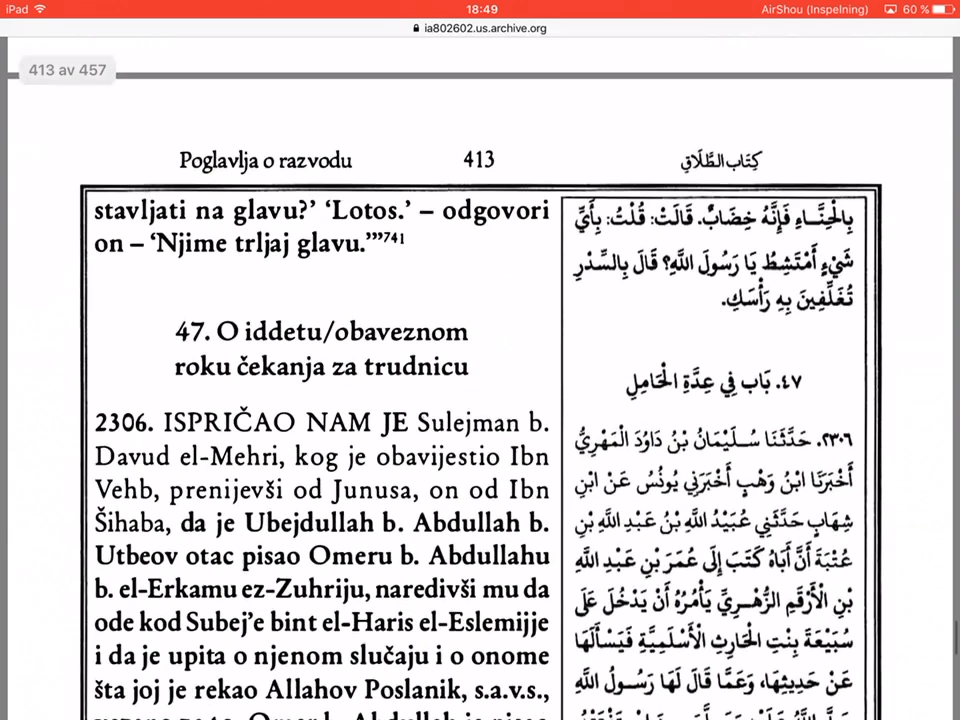 iPad
18:49
AirShou (Inspelning)
60 %
ia802602.us.archive.org
413 av 457
Poglavlja o razvodu
413
كِتَاب الطَّلَاقِ
stavljati na glavu?’ ‘Lotos.’ – odgovori
on – ‘Njime trljaj glavu.’”741
47. O iddetu/obaveznom
roku čekanja za trudnicu
2306. ISPRIČAO NAM JE Sulejman b.
Davud el-Mehri, kog je obavijestio Ibn
Vehb, prenijevši od Junusa, on od Ibn
Šihaba, da je Ubejdullah b. Abdullah b.
Utbeov otac pisao Omeru b. Abdullahu
b. el-Erkamu ez-Zuhriju, naredivši mu da
ode kod Subej’e bint el-Haris el-Eslemijje
i da je upita o njenom slučaju i o onome
šta joj je rekao Allahov Poslanik, s.a.v.s.,
بِالْحِنَّاءِ فَإِنَّهُ خِضَابٌ. قَالَتْ: قُلْتُ: بِأَيِّ
شَيْءٍ أَمْتَشِطُ يَا رَسُولَ اللَّهِ؟ قَالَ بِالسِّدْرِ
تُغَلِّفِينَ بِهِ رَأْسَكِ.
٤٧. بَاب فِي عِدَّةِ الْحَامِلِ
٢٣٠٦. حَدَّثَنَا سُلَيْمَانُ بْنُ دَاوُدَ الْمَهْرِيُّ
أَخْبَرَنَا ابْنُ وَهْبٍ أَخْبَرَنِي يُونُسُ عَنْ ابْنِ
شِهَابٍ حَدَّثَنِي عُبَيْدُ اللَّهِ بْنُ عَبْدِ اللَّهِ بْنِ
عُتْبَةَ أَنَّ أَبَاهُ كَتَبَ إِلَى عُمَرَ بْنِ عَبْدِ اللَّهِ
بْنِ الْأَرْقَمِ الزُّهْرِيِّ يَأْمُرُهُ أَنْ يَدْخُلَ عَلَى
سُبَيْعَةَ بِنْتِ الْحَارِثِ الْأَسْلَمِيَّةِ فَيَسْأَلَهَا
عَنْ حَدِيثِهَا، وَعَمَّا قَالَ لَهَا رَسُولُ اللَّهِ